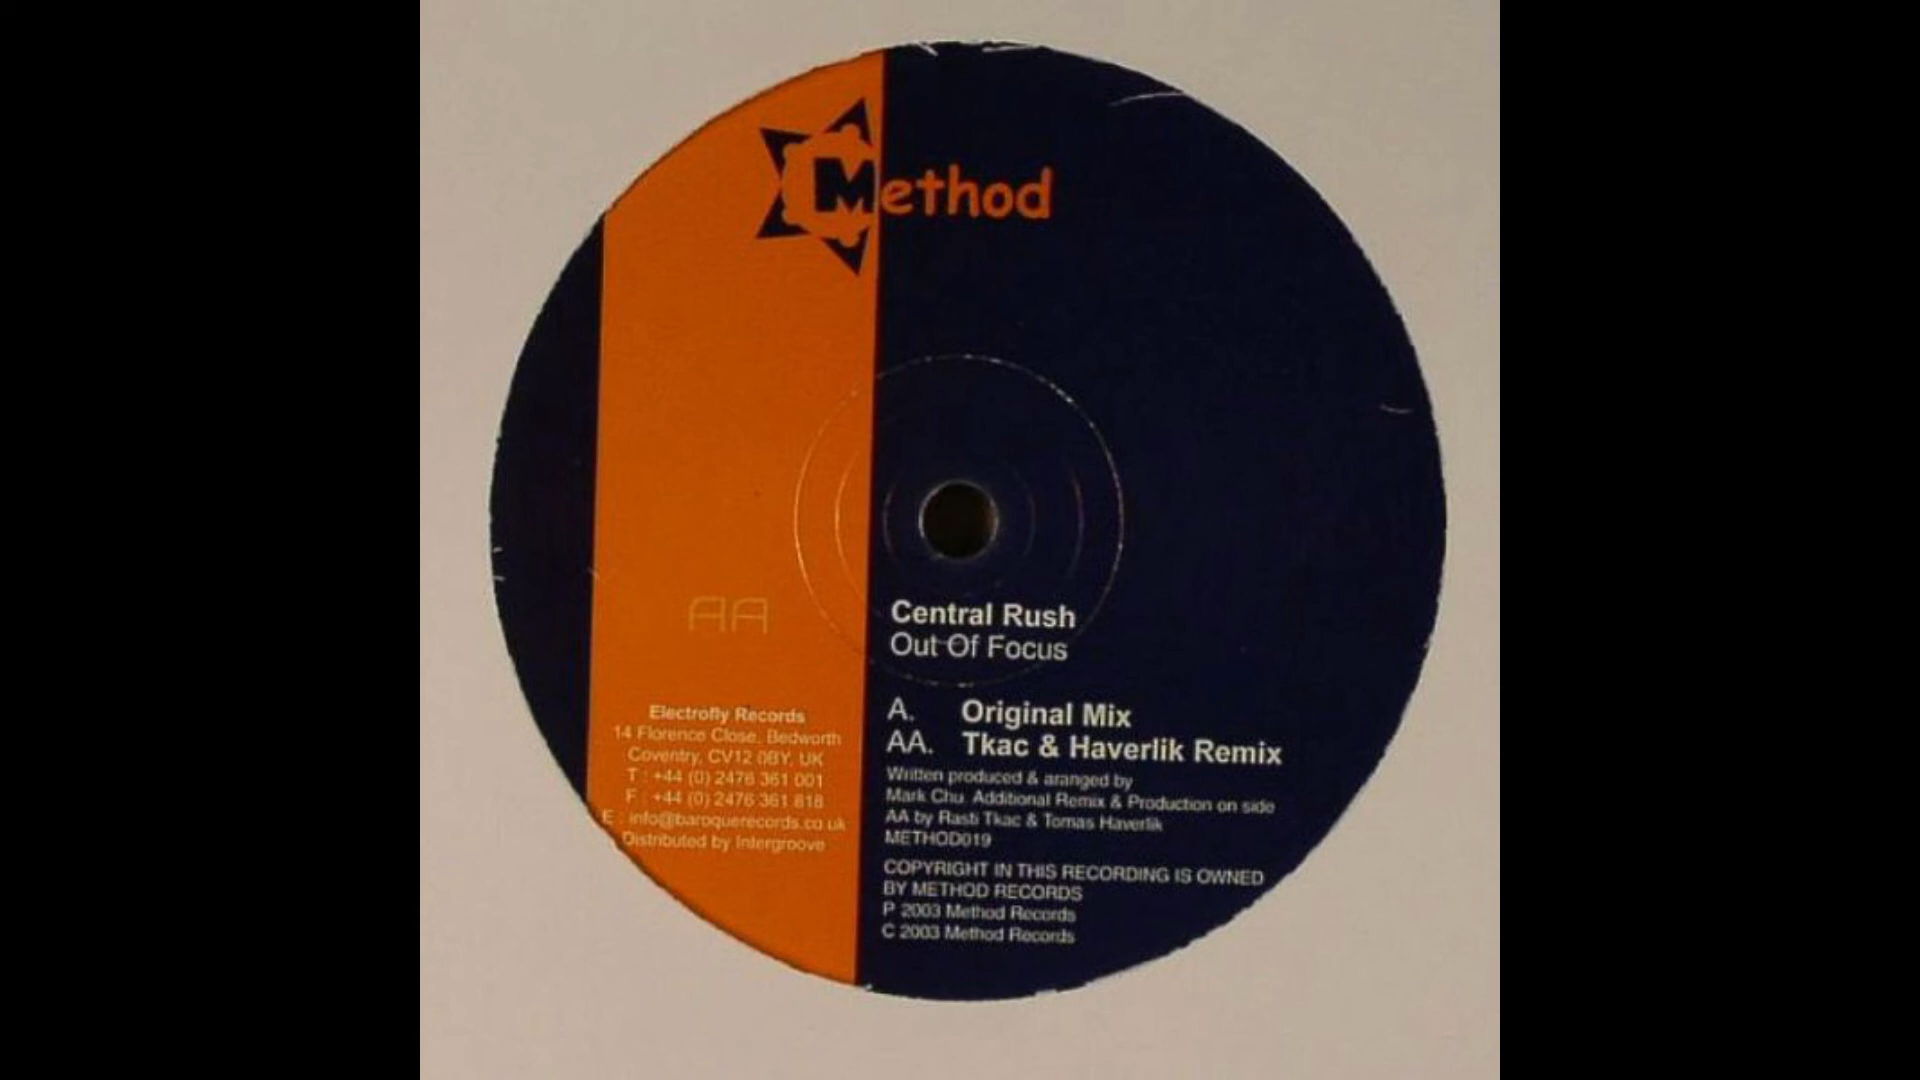 Method
AA
Electrofly Records
14 Florence Close, Bedworth
Coventry, CV12 0BY, UK
T : +44 (0) 2476 361 001
F : +44 (0) 2476 361 818
E : info@baroquerecords.co.uk
Distributed by Intergroove
Central Rush
Out Of Focus
A. Original Mix
AA. Tkac & Haverlik Remix
Written produced & aranged by
Mark Chu. Additional Remix & Production on side
AA by Rasti Tkac & Tomas Haverlik
METHOD019
COPYRIGHT IN THIS RECORDING IS OWNED
BY METHOD RECORDS
P 2003 Method Records
C 2003 Method Records